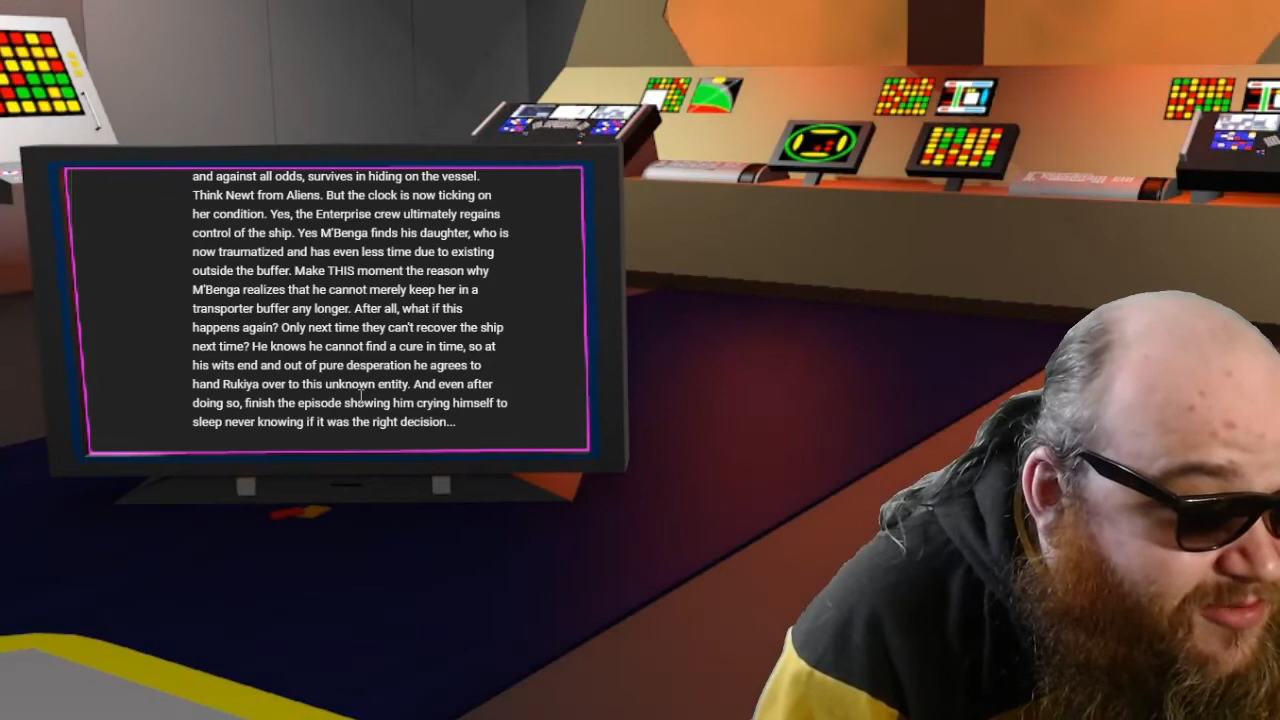 and against all odds, survives in hiding on the vessel.
Think Newt from Aliens. But the clock is now ticking on
her condition. Yes, the Enterprise crew ultimately regains
control of the ship. Yes M'Benga finds his daughter, who is
now traumatized and has even less time due to existing
outside the buffer. Make THIS moment the reason why
M'Benga realizes that he cannot merely keep her in a
transporter buffer any longer. After all, what if this
happens again? Only next time they can't recover the ship
next time? He knows he cannot find a cure in time, so at
his wits end and out of pure desperation he agrees to
hand Rukiya over to this unknown entity. And even after
doing so, finish the episode showing him crying himself to
sleep never knowing if it was the right decision...